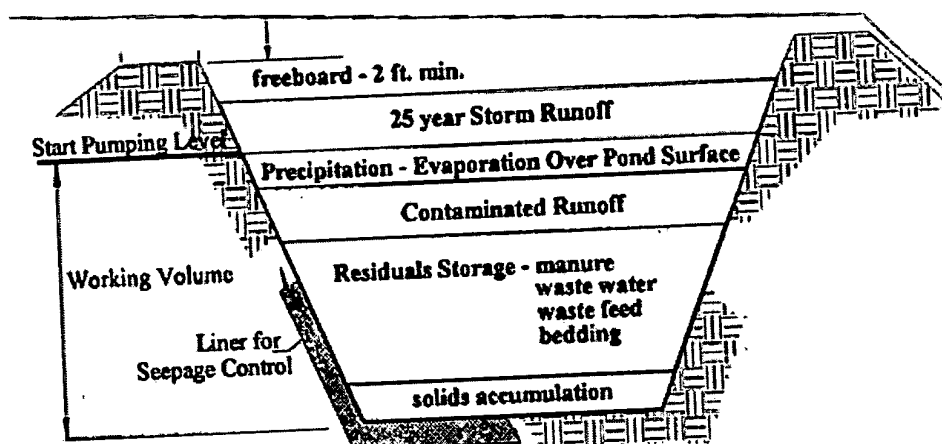 freeboard - 2 ft. min.
25 year Storm Runoff
Start Pumping Level
Precipitation - Evaporation Over Pond Surface
Contaminated Runoff
Working Volume
Residuals Storage - manure
waste water
waste feed
bedding
Liner for
Seepage Control
solids accumulation